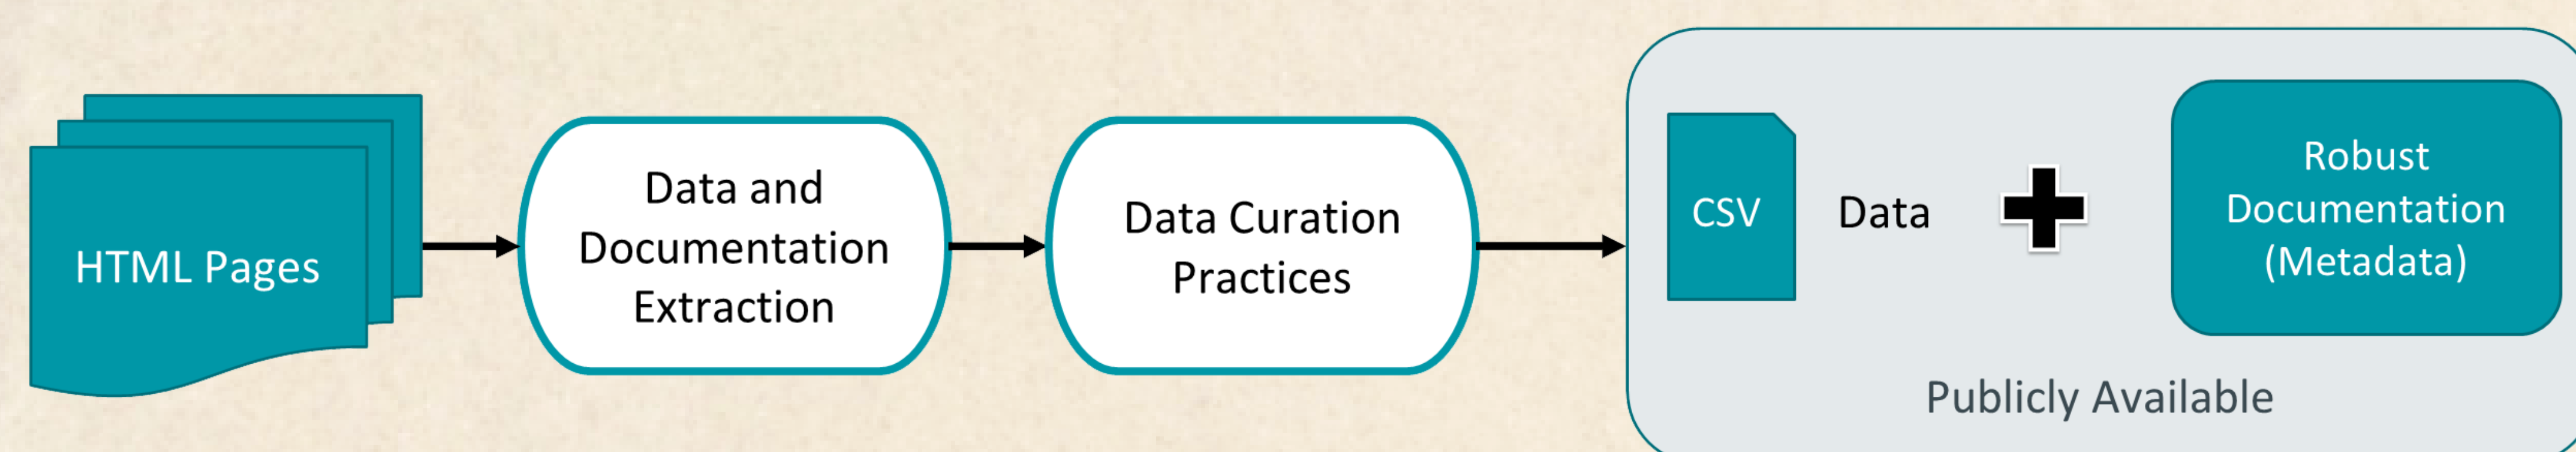 HTML Pages
Data and
Documentation
Extraction
Data Curation
Practices
CSV
Data
Robust
Documentation
(Metadata)
Publicly Available